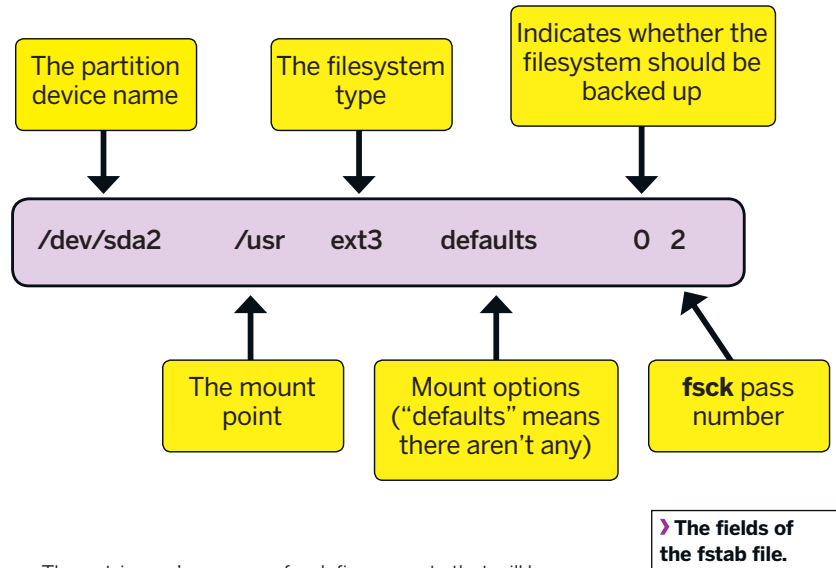 The partition
device name
The filesystem
type
Indicates whether the
filesystem should be
backed up
/dev/sda2 /usr ext3 defaults 0 2
The mount
point
Mount options
(“defaults” means
there aren’t any)
fsck pass
number
❯ The fields of
the fstab file.